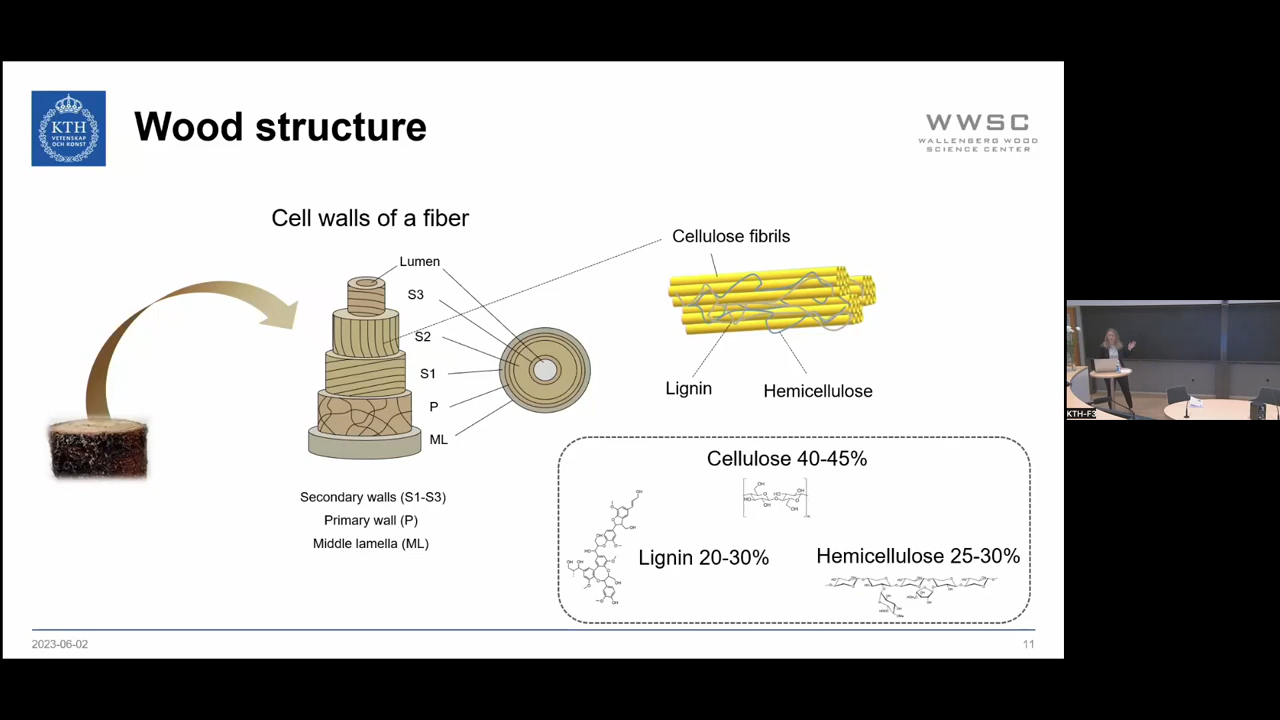 KTH
VETENSKAP
OCH KONST
Wood structure
WWSC
WALLENBERG WOOD
SCIENCE CENTER
Cell walls of a fiber
Lumen
S3
S2
S1
P
ML
Secondary walls (S1-S3)
Primary wall (P)
Middle lamella (ML)
Cellulose fibrils
Lignin
Hemicellulose
Cellulose 40-45%
Lignin 20-30%
Hemicellulose 25-30%
2023-06-02
11
KTH-F3